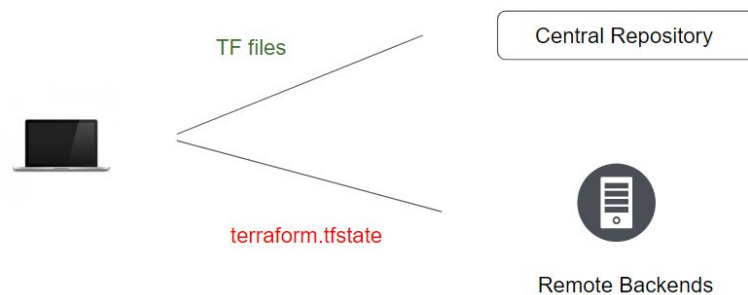 TF files
Central Repository
terraform.tfstate
Remote Backends